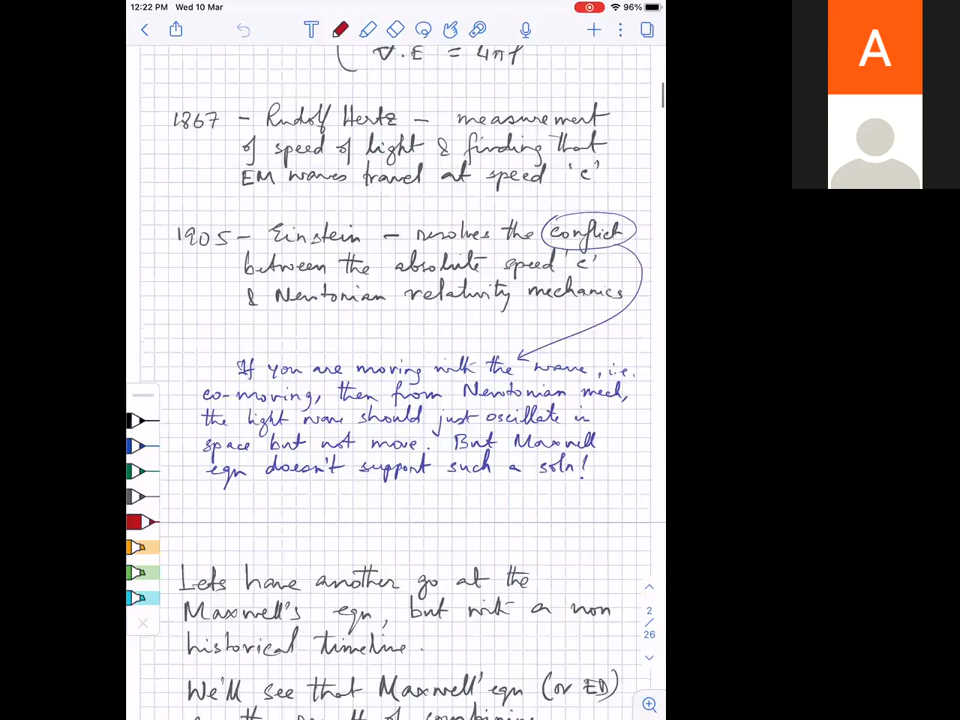 12:22 PM Wed 10 Mar
96%
∇.E = 4πρ
1867 - Rudolf Hertz - measurement
of speed of light & finding that
EM waves travel at speed 'c'
1905 - Einstein - resolves the conflict
between the absolute speed 'c'
& Newtonian relativity mechanics
If you are moving with the wave, i.e.
co-moving, then from Newtonian mech,
the light wave should just oscillate in
space but not move. But Maxwell
eqn doesn't support such a soln!
Lets have another go at the
Maxwell's eqn, but with a non
historical timeline.
We'll see that Maxwell' eqn (or ED)
2
/
26
A